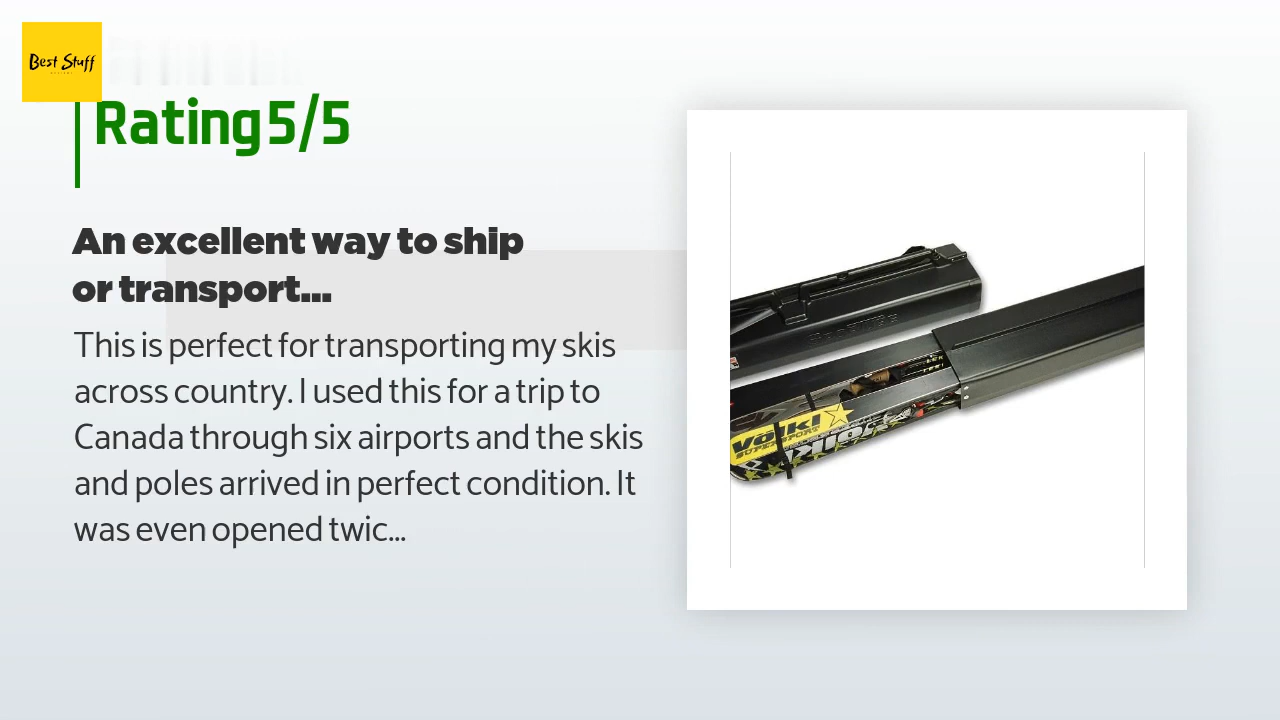 Best Stuff
Rating 5/5
An excellent way to ship
or transport...
This is perfect for transporting my skis
across country. I used this for a trip to
Canada through six airports and the skis
and poles arrived in perfect condition. It
was even opened twic...
Völkl
SUPERSPORT